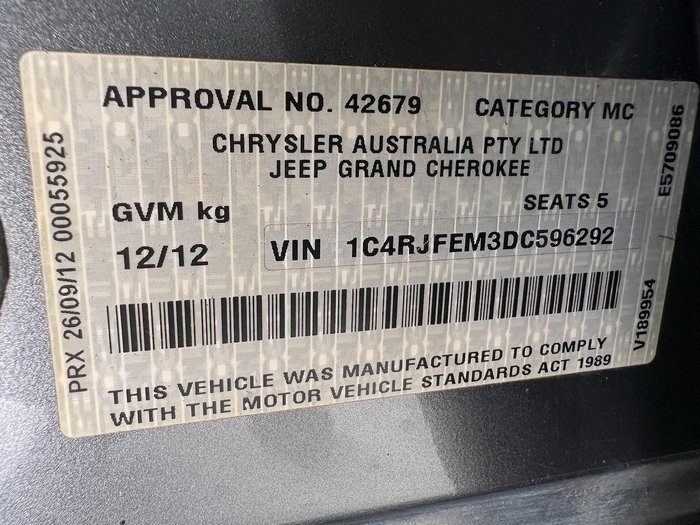 APPROVAL NO. 42679 CATEGORY MC
CHRYSLER AUSTRALIA PTY LTD
JEEP GRAND CHEROKEE
GVM kg SEATS 5
12/12 VIN 1C4RJFEM3DC596292
THIS VEHICLE WAS MANUFACTURED TO COMPLY
WITH THE MOTOR VEHICLE STANDARDS ACT 1989
PRX 26/09/12 00055925
V189954 E5709086